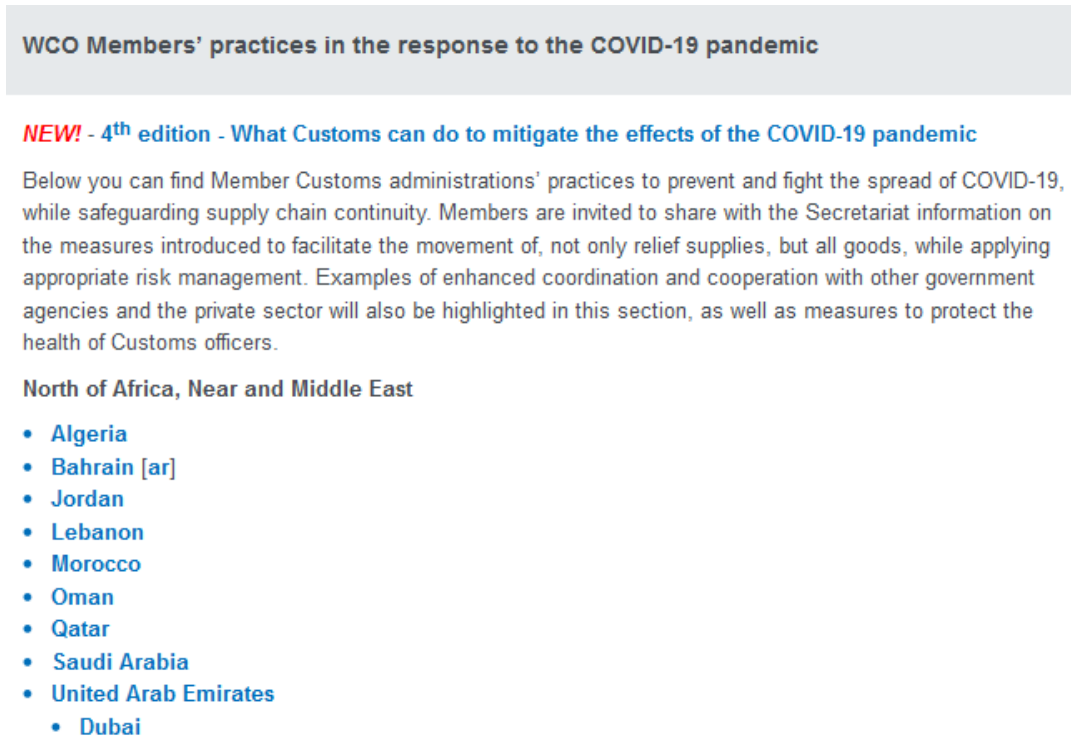 WCO Members’ practices in the response to the COVID-19 pandemic
NEW! - 4th edition - What Customs can do to mitigate the effects of the COVID-19 pandemic
Below you can find Member Customs administrations’ practices to prevent and fight the spread of COVID-19,
while safeguarding supply chain continuity. Members are invited to share with the Secretariat information on
the measures introduced to facilitate the movement of, not only relief supplies, but all goods, while applying
appropriate risk management. Examples of enhanced coordination and cooperation with other government
agencies and the private sector will also be highlighted in this section, as well as measures to protect the
health of Customs officers.
North of Africa, Near and Middle East
• Algeria
• Bahrain [ar]
• Jordan
• Lebanon
• Morocco
• Oman
• Qatar
• Saudi Arabia
• United Arab Emirates
• Dubai